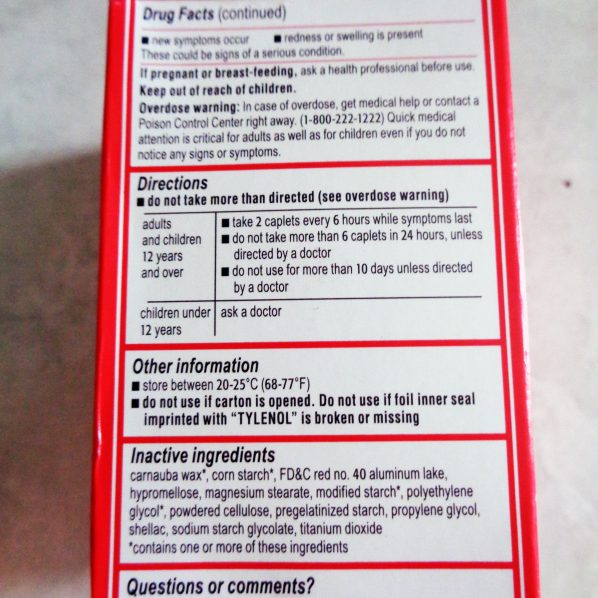 Drug Facts (continued)
■ new symptoms occur ■ redness or swelling is present
These could be signs of a serious condition.
If pregnant or breast-feeding, ask a health professional before use.
Keep out of reach of children.
Overdose warning: In case of overdose, get medical help or contact a
Poison Control Center right away. (1-800-222-1222) Quick medical
attention is critical for adults as well as for children even if you do not
notice any signs or symptoms.
Directions
■ do not take more than directed (see overdose warning)
adults
and children
12 years
and over
■ take 2 caplets every 6 hours while symptoms last
■ do not take more than 6 caplets in 24 hours, unless
directed by a doctor
■ do not use for more than 10 days unless directed
by a doctor
children under
12 years
ask a doctor
Other information
■ store between 20-25°C (68-77°F)
■ do not use if carton is opened. Do not use if foil inner seal
imprinted with “TYLENOL” is broken or missing
Inactive ingredients
carnauba wax*, corn starch*, FD&C red no. 40 aluminum lake,
hypromellose, magnesium stearate, modified starch*, polyethylene
glycol*, powdered cellulose, pregelatinized starch, propylene glycol,
shellac, sodium starch glycolate, titanium dioxide
*contains one or more of these ingredients
Questions or comments?